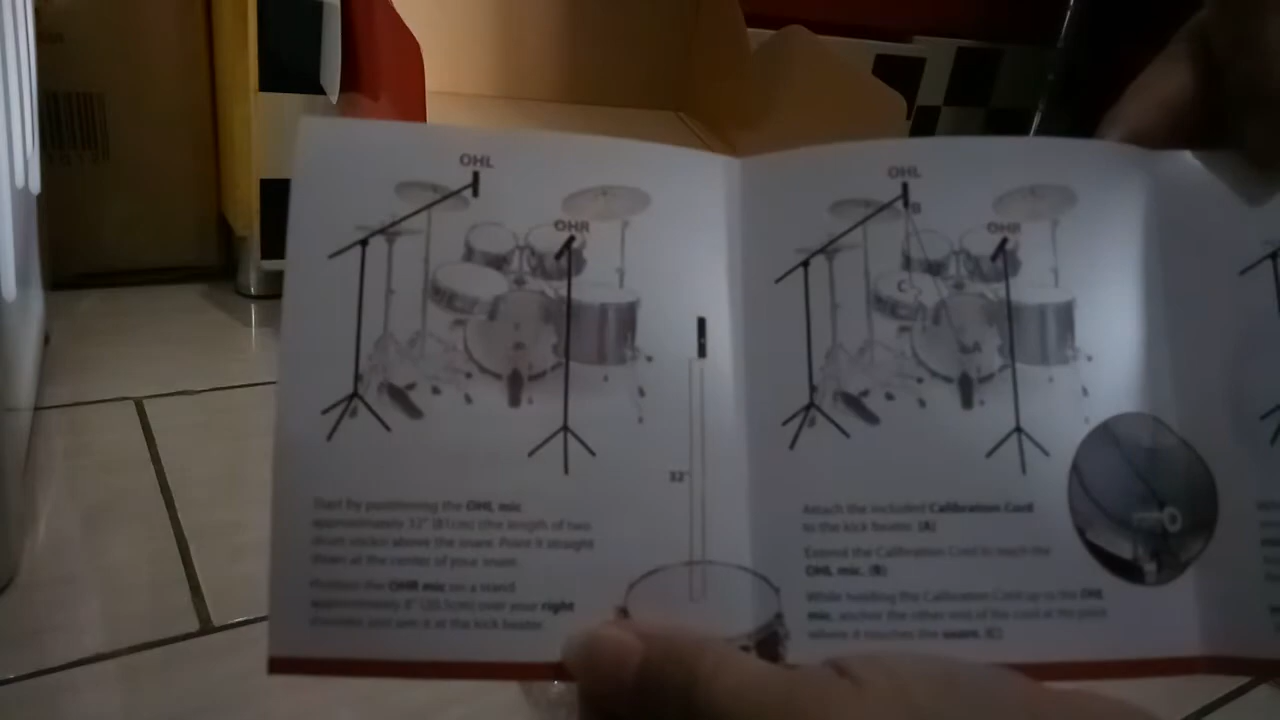 OHL
OHR
32"
Start by positioning the OHL mic
approximately 32" (81cm) (the length of two
drum sticks) above the snare. Point it straight
down at the center of your snare.
Position the OHR mic on a stand
approximately 8" over your right
shoulder and aim it at the kick beater
OHL
B
OHR
C
A
Attach the included Calibration Cord
to the kick beater. (A)
Extend the Calibration Cord to reach the
OHL mic. (B)
While holding the Calibration Cord up to the OHL
mic, anchor the other end of the cord at the point
where it touches the snare. (C)